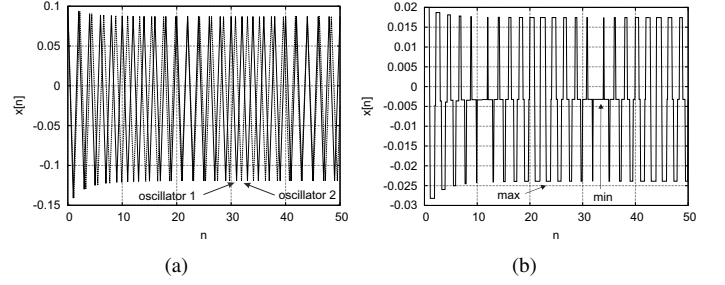 0.1
0.05
0
-0.05
-0.1
-0.15
x[n]
0 10 20 30 40 50
n
oscillator 1
oscillator 2
(a)
0.02
0.015
0.01
0.005
0
-0.005
-0.01
-0.015
-0.02
-0.025
-0.03
x[n]
0 10 20 30 40 50
n
max
min
(b)